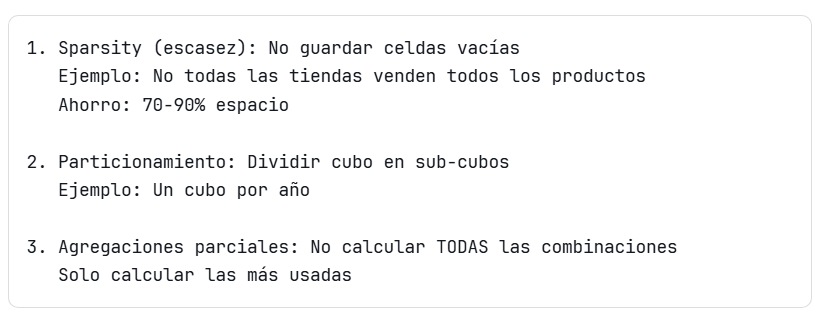 1. Sparsity (escasez): No guardar celdas vacías
Ejemplo: No todas las tiendas venden todos los productos
Ahorro: 70-90% espacio
2. Particionamiento: Dividir cubo en sub-cubos
Ejemplo: Un cubo por año
3. Agregaciones parciales: No calcular TODAS las combinaciones
Solo calcular las más usadas